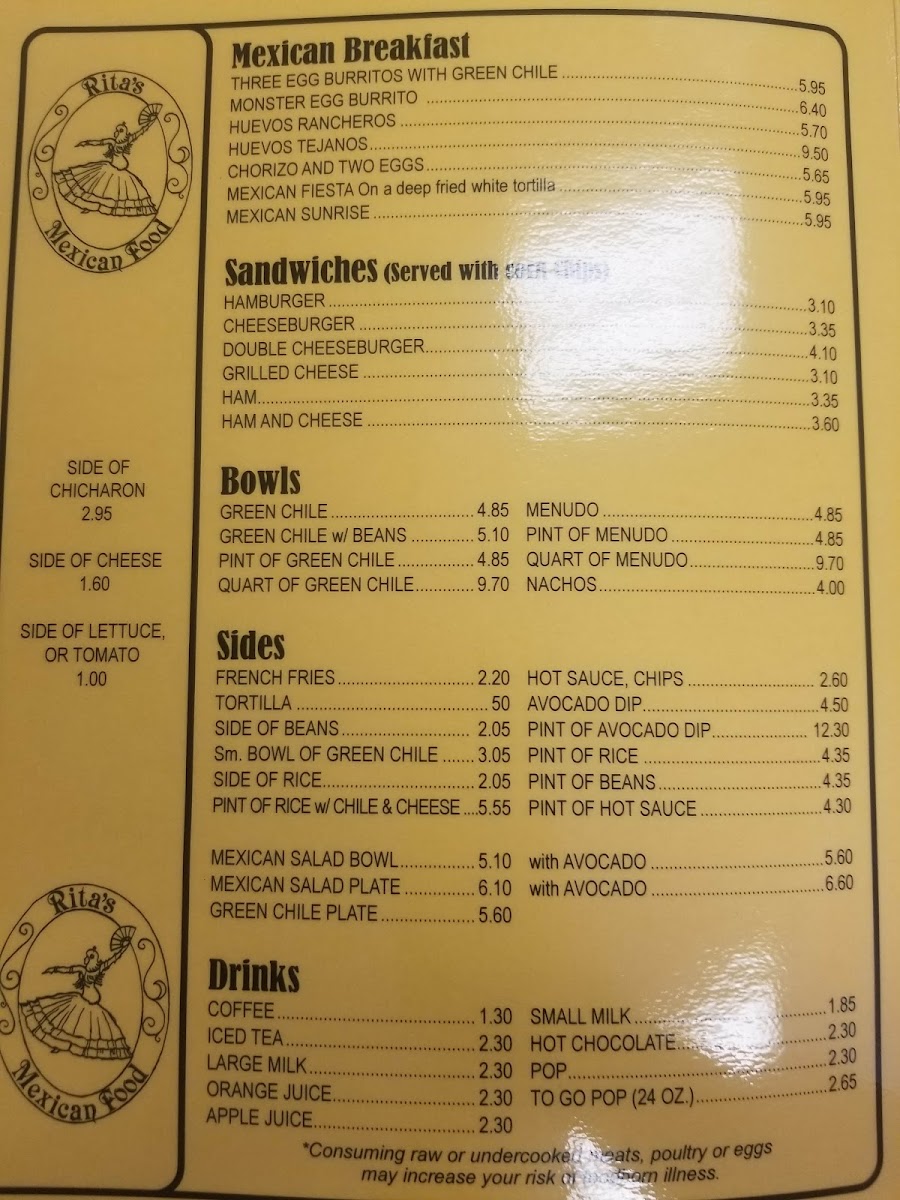 Rita's
Mexican Food
SIDE OF
CHICHARON
2.95
SIDE OF CHEESE
1.60
SIDE OF LETTUCE,
OR TOMATO
1.00
Rita's
Mexican Food
Mexican Breakfast
THREE EGG BURRITOS WITH GREEN CHILE 5.95
MONSTER EGG BURRITO 6.40
HUEVOS RANCHEROS 5.70
HUEVOS TEJANOS 9.50
CHORIZO AND TWO EGGS 5.65
MEXICAN FIESTA On a deep fried white tortilla 5.95
MEXICAN SUNRISE 5.95
Sandwiches (Served with corn chips)
HAMBURGER 3.10
CHEESEBURGER 3.35
DOUBLE CHEESEBURGER 4.10
GRILLED CHEESE 3.10
HAM 3.35
HAM AND CHEESE 3.60
Bowls
GREEN CHILE 4.85 MENUDO 4.85
GREEN CHILE w/ BEANS 5.10 PINT OF MENUDO 4.85
PINT OF GREEN CHILE 4.85 QUART OF MENUDO 9.70
QUART OF GREEN CHILE 9.70 NACHOS 4.00
Sides
FRENCH FRIES 2.20 HOT SAUCE, CHIPS 2.60
TORTILLA 50 AVOCADO DIP 4.50
SIDE OF BEANS 2.05 PINT OF AVOCADO DIP 12.30
Sm. BOWL OF GREEN CHILE 3.05 PINT OF RICE 4.35
SIDE OF RICE 2.05 PINT OF BEANS 4.35
PINT OF RICE w/ CHILE & CHEESE 5.55 PINT OF HOT SAUCE 4.30
MEXICAN SALAD BOWL 5.10 with AVOCADO 5.60
MEXICAN SALAD PLATE 6.10 with AVOCADO 6.60
GREEN CHILE PLATE 5.60
Drinks
COFFEE 1.30 SMALL MILK 1.85
ICED TEA 2.30 HOT CHOCOLATE 2.30
LARGE MILK 2.30 POP 2.30
ORANGE JUICE 2.30 TO GO POP (24 OZ.) 2.65
APPLE JUICE 2.30
*Consuming raw or undercooked meats, poultry or eggs
may increase your risk of illness.